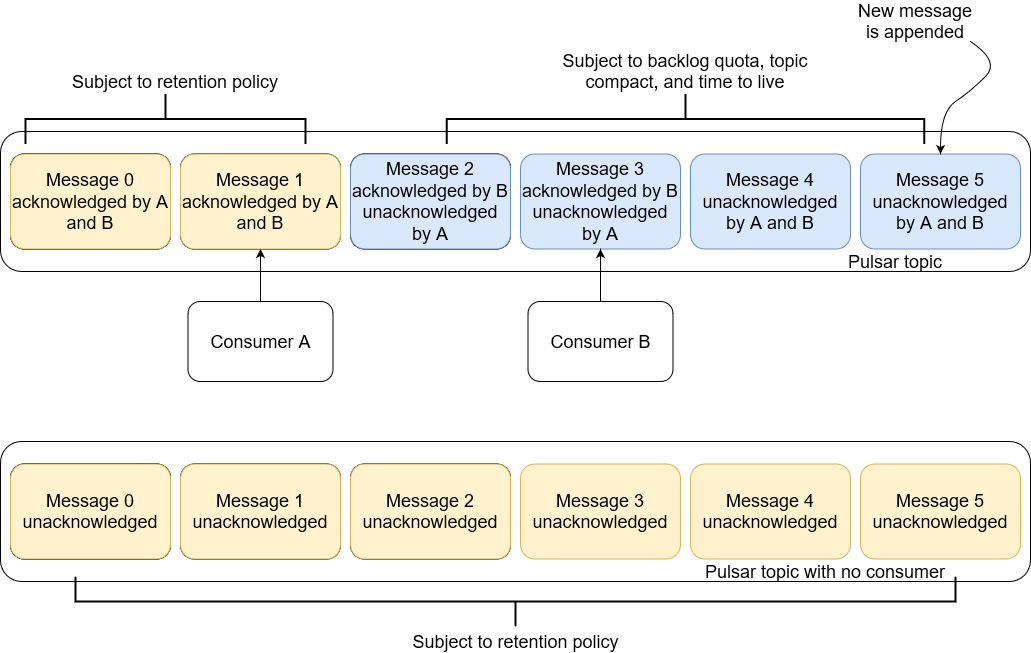 New message
is appended
Subject to retention policy
Subject to backlog quota, topic
compact, and time to live
Message 0
acknowledged by A
and B
Message 1
acknowledged by A
and B
Message 2
acknowledged by B
unacknowledged
by A
Message 3
acknowledged by B
unacknowledged
by A
Message 4
unacknowledged
by A and B
Message 5
unacknowledged
by A and B
Pulsar topic
Consumer A
Consumer B
Message 0
unacknowledged
Message 1
unacknowledged
Message 2
unacknowledged
Message 3
unacknowledged
Message 4
unacknowledged
Message 5
unacknowledged
Pulsar topic with no consumer
Subject to retention policy